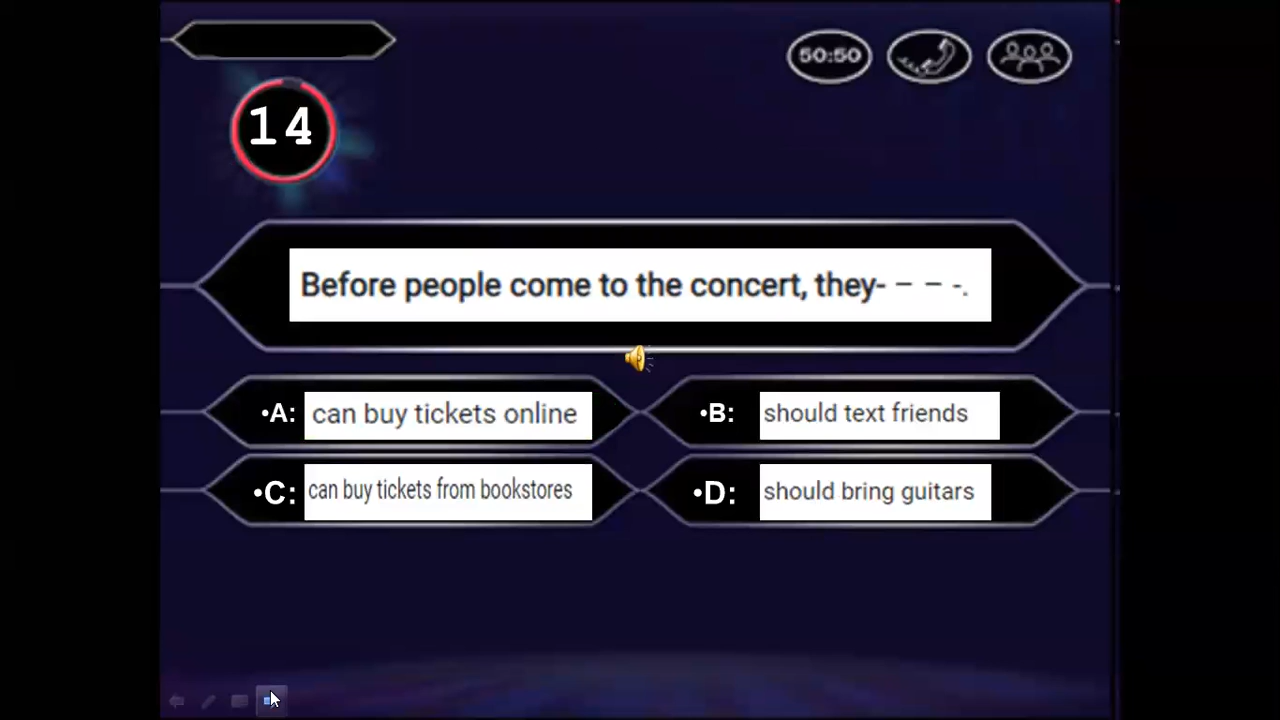 50:50
14
Before people come to the concert, they- – – -.
•A: can buy tickets online
•B: should text friends
•C: can buy tickets from bookstores
•D: should bring guitars